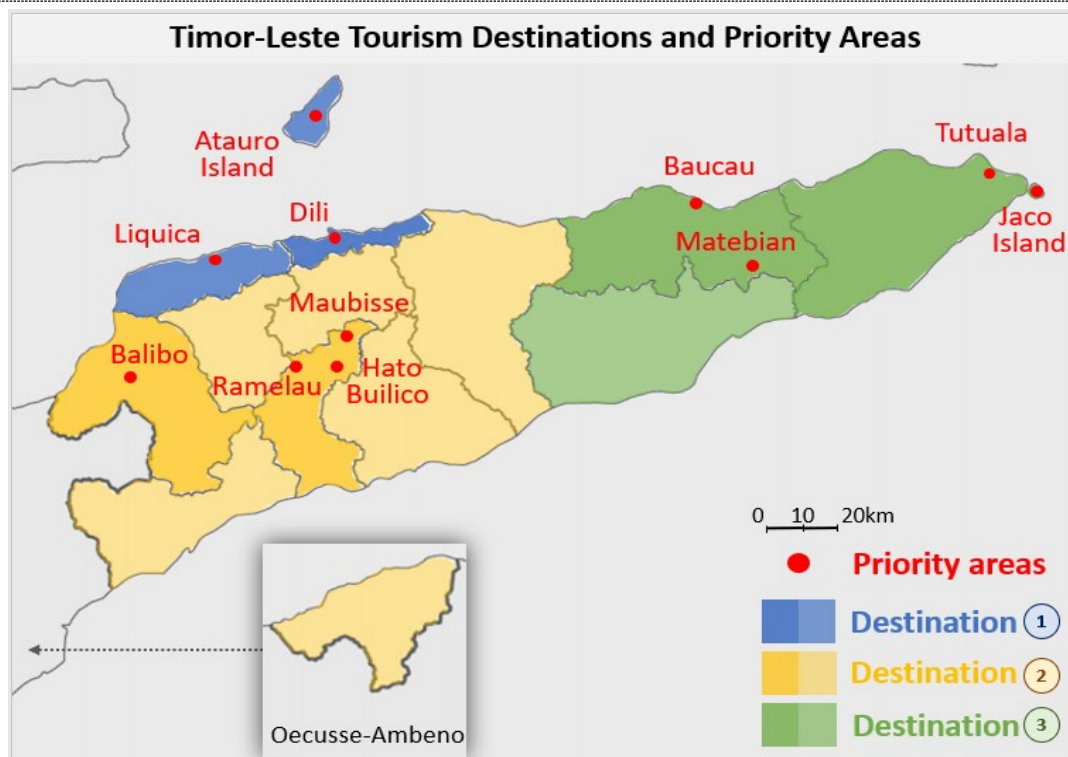 Timor-Leste Tourism Destinations and Priority Areas
Atauro
Island
Tutuala
Baucau
Dili
Liquica
Jaco
Island
Matebian
Maubisse
Balibo
Ramelau
Hato
Builico
0 10 20km
Priority areas
Destination 1
Destination 2
Destination 3
Oecusse-Ambeno